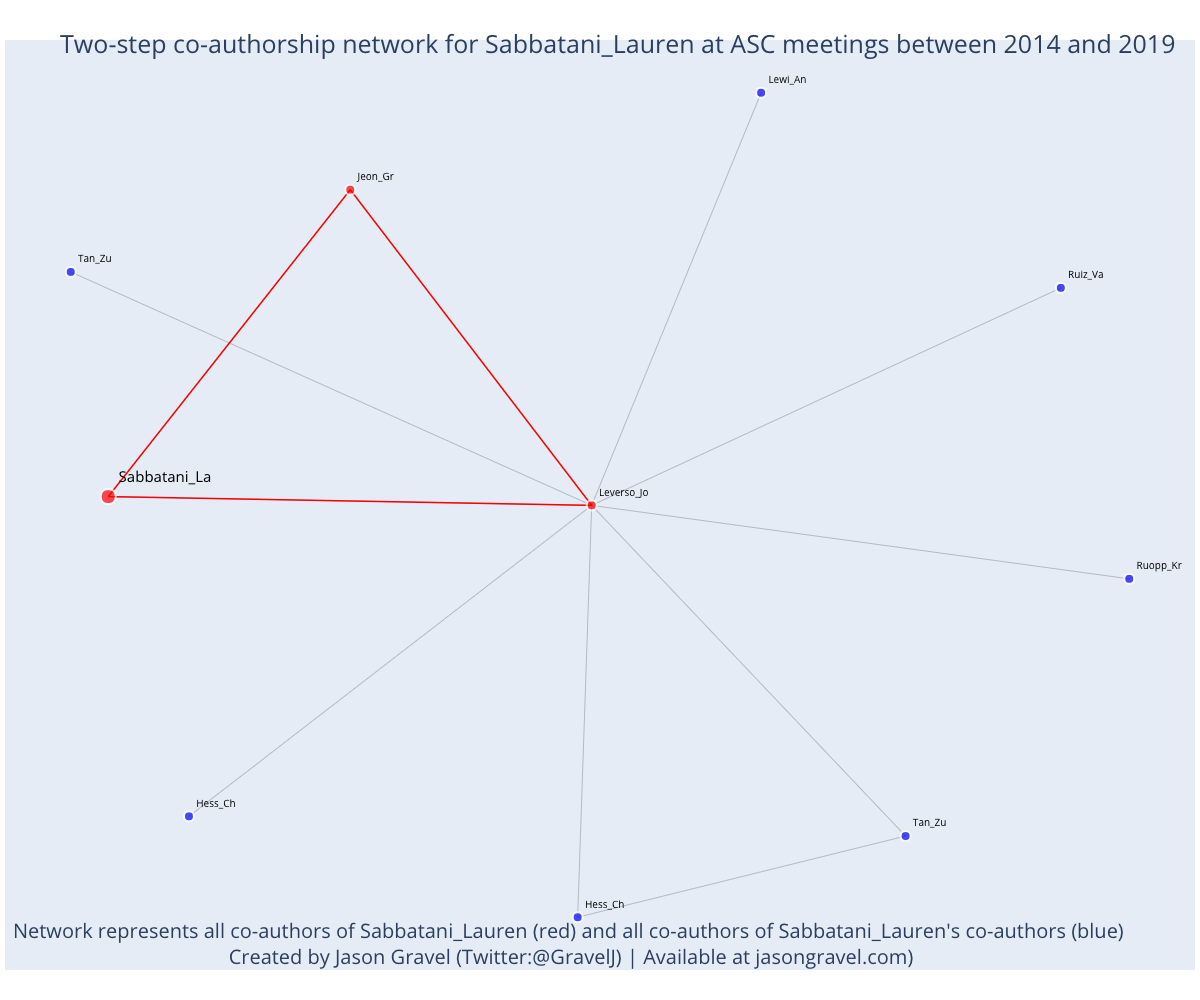 Two-step co-authorship network for Sabbatani_Lauren at ASC meetings between 2014 and 2019
Lewi_An
Jeon_Gr
Tan_Zu
Ruiz_Va
Sabbatani_La
Leverso_Jo
Ruopp_Kr
Hess_Ch
Tan_Zu
Hess_Ch
Network represents all co-authors of Sabbatani_Lauren (red) and all co-authors of Sabbatani_Lauren's co-authors (blue)
Created by Jason Gravel (Twitter:@GravelJ) | Available at jasongravel.com)